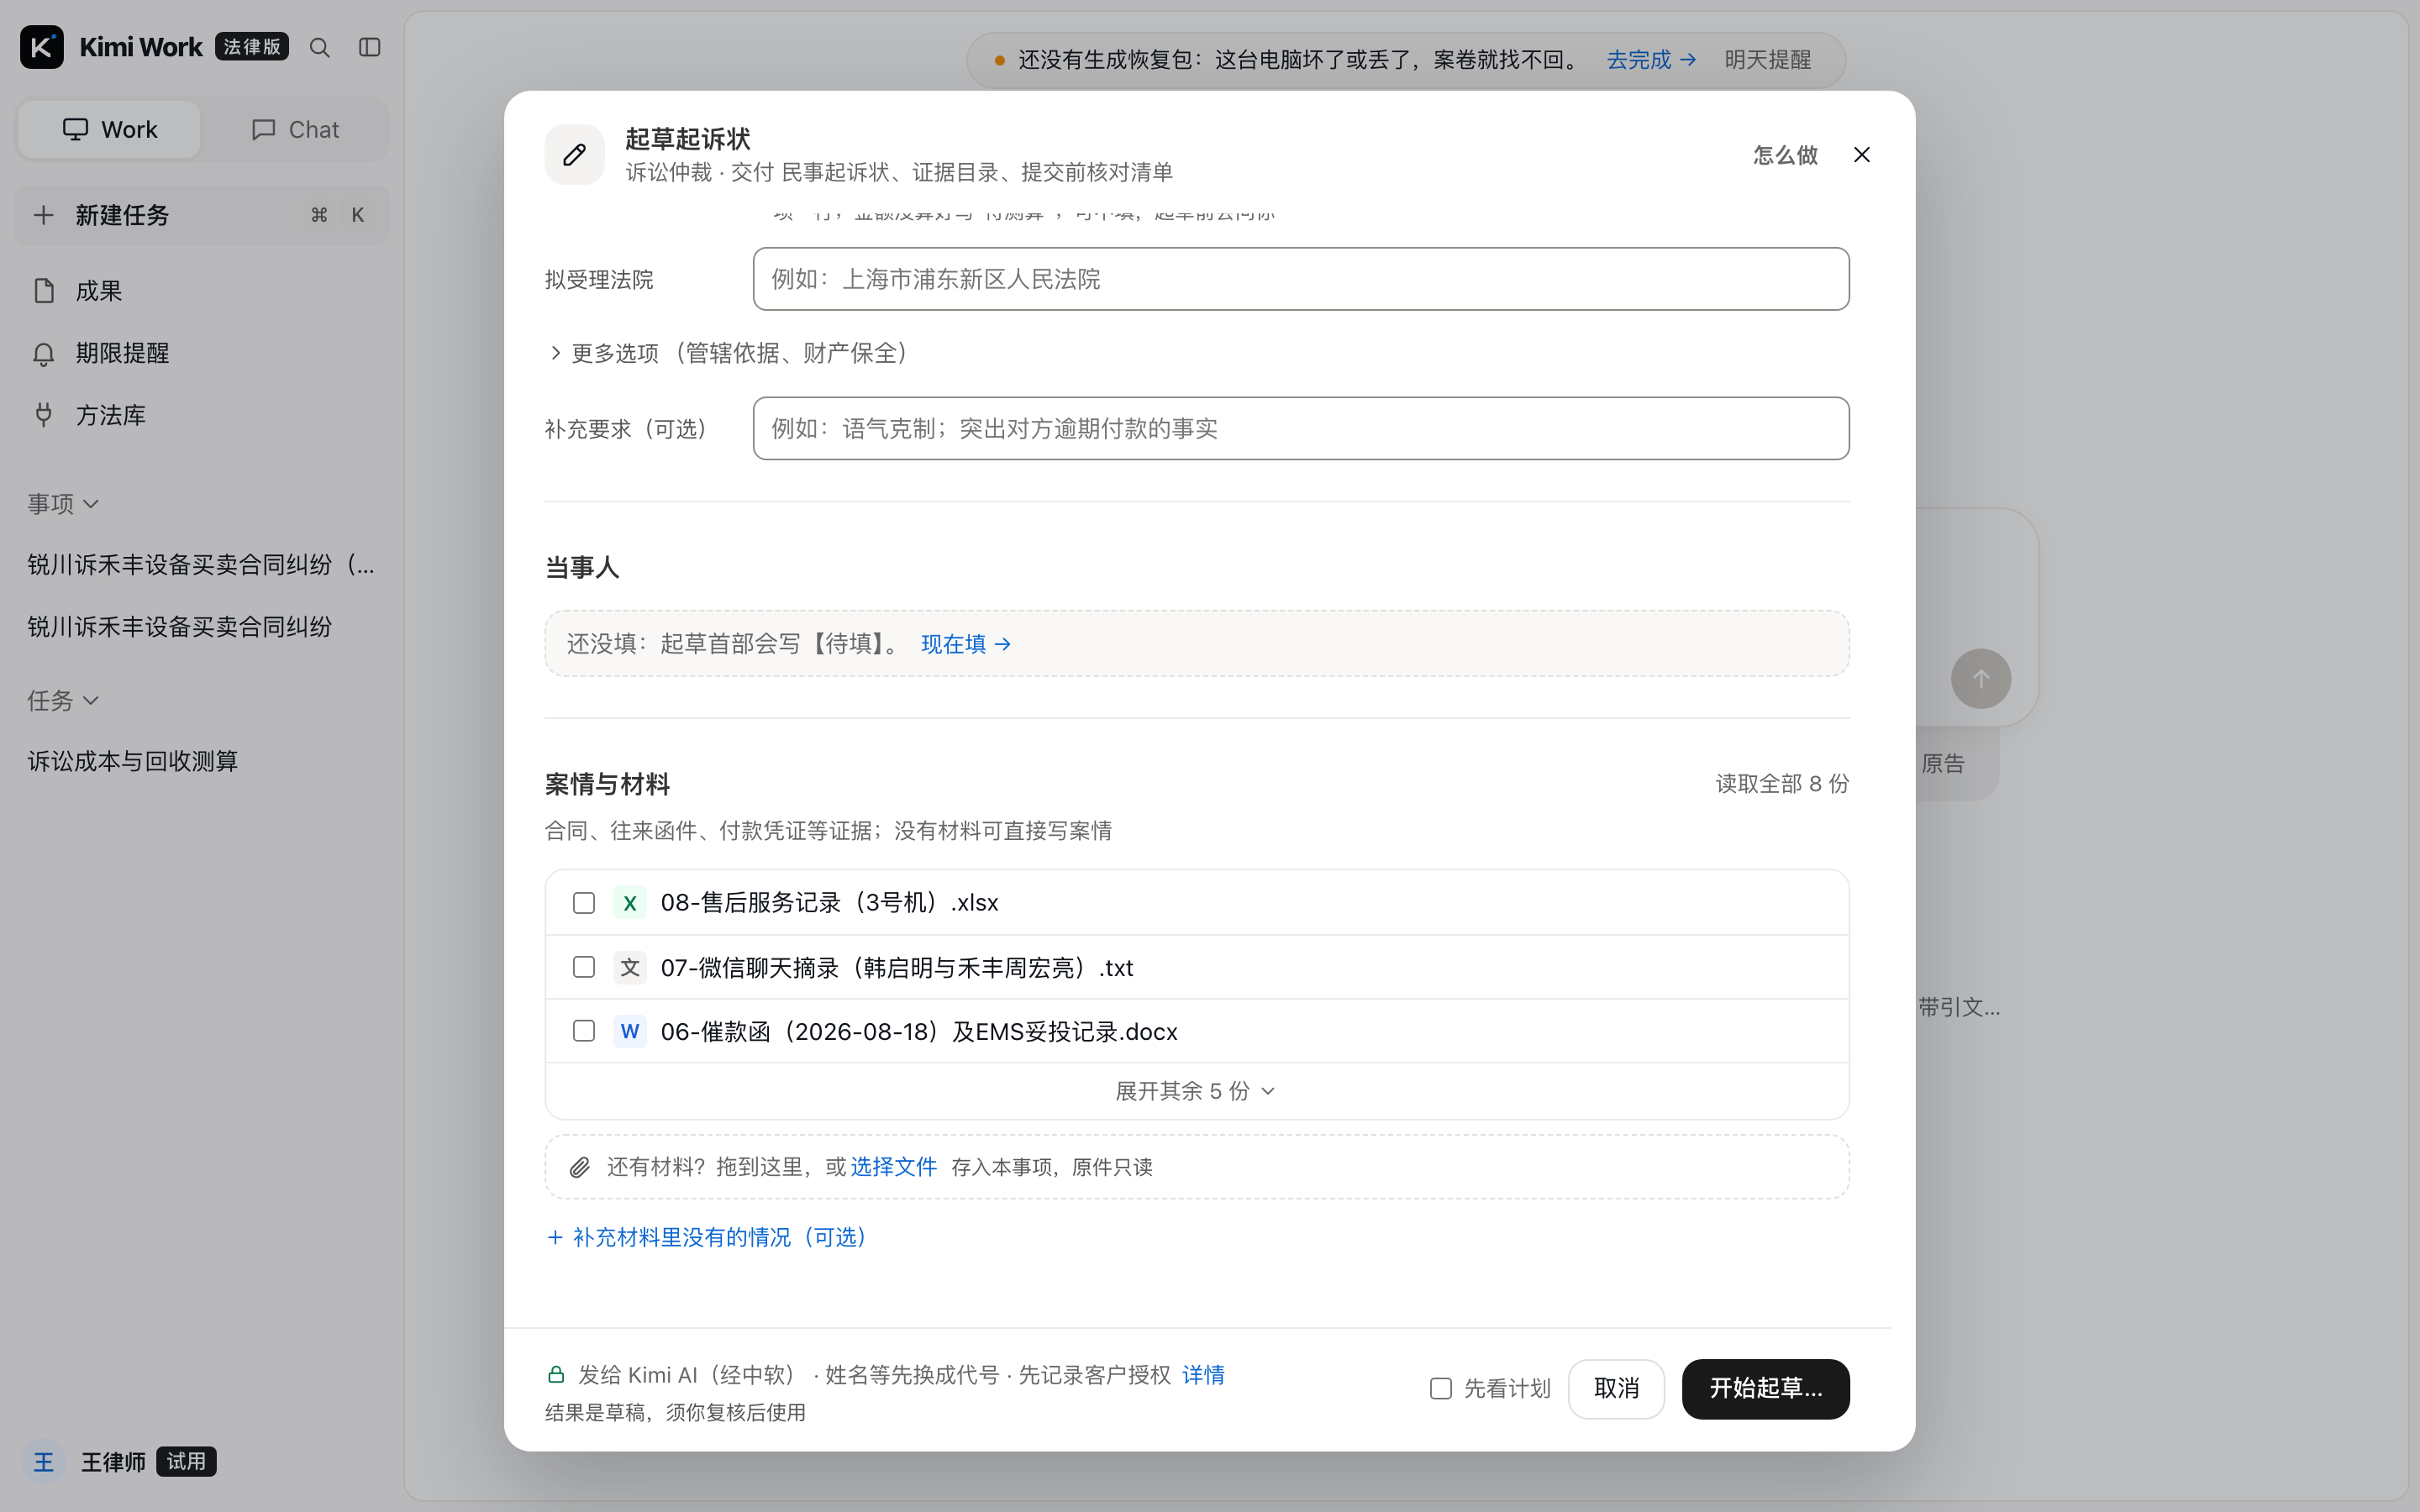 Kimi Work 法律版
Work
Chat
新建任务 ⌘ K
成果
期限提醒
方法库
事项
锐川诉禾丰设备买卖合同纠纷（...
锐川诉禾丰设备买卖合同纠纷
任务
诉讼成本与回收测算
王 王律师 试用
还没有生成恢复包：这台电脑坏了或丢了，案卷就找不回。 去完成 → 明天提醒
起草起诉状
诉讼仲裁 · 交付 民事起诉状、证据目录、提交前核对清单
怎么做
拟受理法院
例如：上海市浦东新区人民法院
更多选项（管辖依据、财产保全）
补充要求（可选）
例如：语气克制；突出对方逾期付款的事实
当事人
还没填：起草首部会写【待填】。 现在填 →
案情与材料
读取全部 8 份
合同、往来函件、付款凭证等证据；没有材料可直接写案情
X 08-售后服务记录（3号机）.xlsx
文 07-微信聊天摘录（韩启明与禾丰周宏亮）.txt
W 06-催款函（2026-08-18）及EMS妥投记录.docx
展开其余 5 份
还有材料？拖到这里，或选择文件 存入本事项，原件只读
+ 补充材料里没有的情况（可选）
发给 Kimi AI（经中软） · 姓名等先换成代号 · 先记录客户授权 详情
结果是草稿，须你复核后使用
先看计划
取消
开始起草...
原告
带引文...